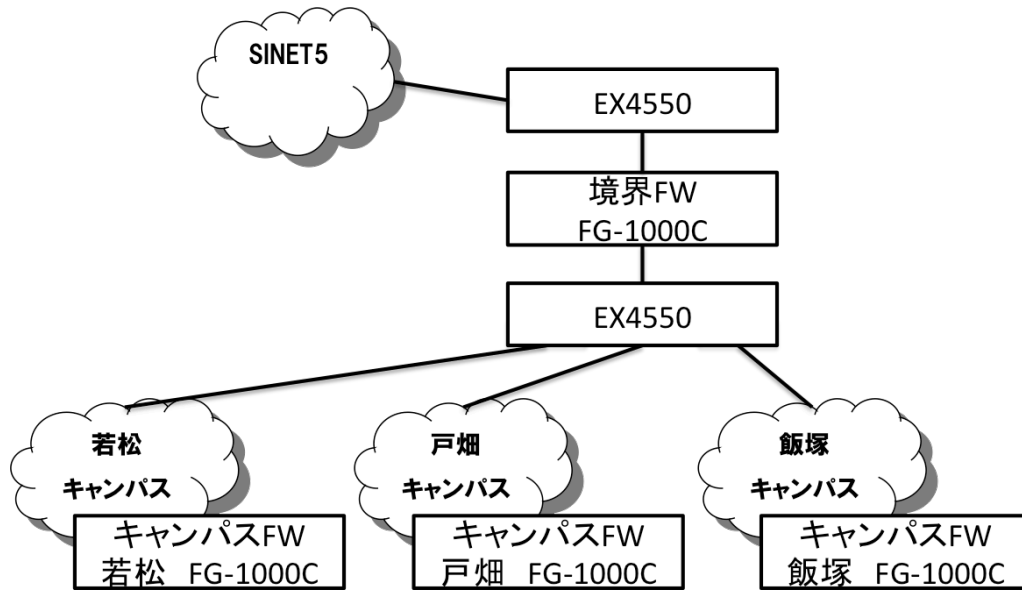 SINET5
EX4550
境界FW
FG-1000C
EX4550
若松
キャンパス
戸畑
キャンパス
飯塚
キャンパス
キャンパスFW
若松 FG-1000C
キャンパスFW
戸畑 FG-1000C
キャンパスFW
飯塚 FG-1000C